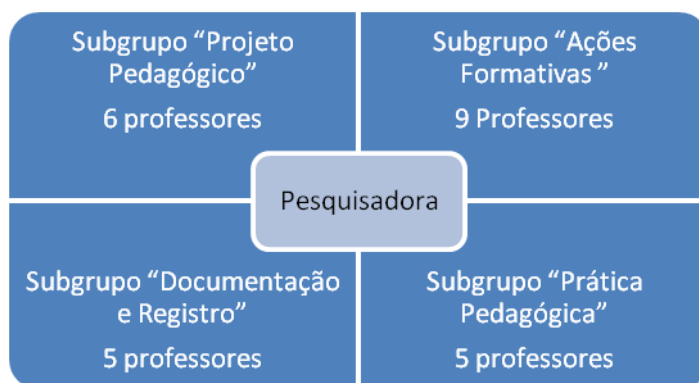 Subgrupo “Projeto
Pedagógico”
6 professores
Subgrupo “Ações
Formativas ”
9 Professores
Pesquisadora
Subgrupo “Documentação
e Registro”
5 professores
Subgrupo “Prática
Pedagógica”
5 professores